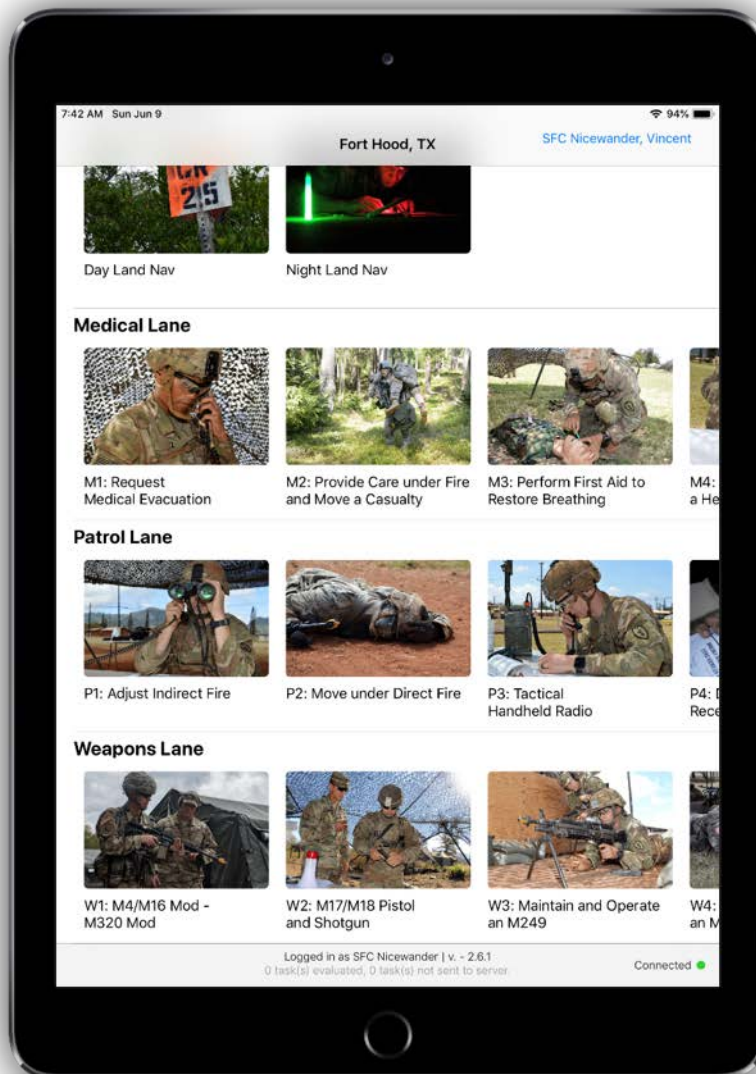 7:42 AM Sun Jun 9
94%
Fort Hood, TX
SFC Nicewander, Vincent
215
Day Land Nav
Night Land Nav
Medical Lane
M1: Request
Medical Evacuation
M2: Provide Care under Fire
and Move a Casualty
M3: Perform First Aid to
Restore Breathing
M4:
a He
Patrol Lane
P1: Adjust Indirect Fire
P2: Move under Direct Fire
P3: Tactical
Handheld Radio
P4:
Rece
Weapons Lane
W1: M4/M16 Mod -
M320 Mod
W2: M17/M18 Pistol
and Shotgun
W3: Maintain and Operate
an M249
W4:
an M
Logged in as SFC Nicewander | v. - 2.6.1
0 task(s) evaluated, 0 task(s) not sent to server
Connected